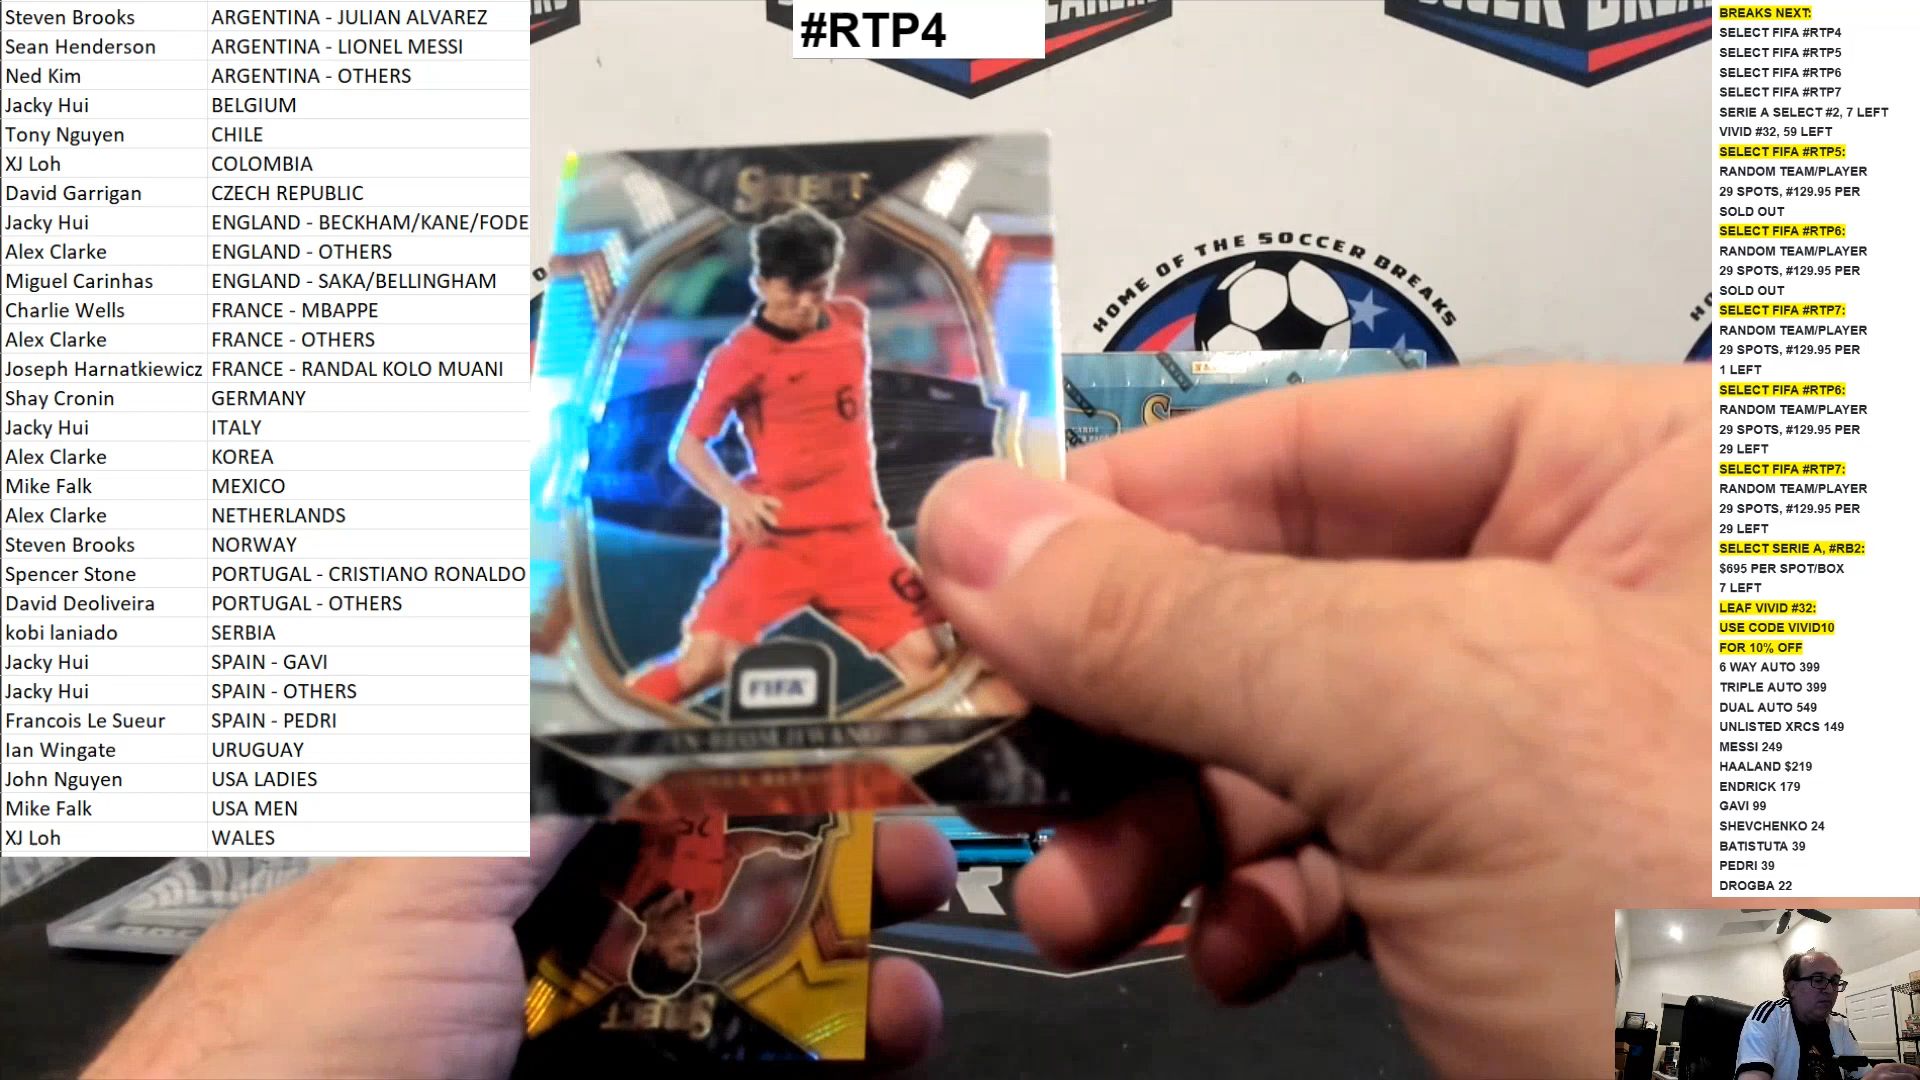 Steven Brooks ARGENTINA - JULIAN ALVAREZ
Sean Henderson ARGENTINA - LIONEL MESSI
Ned Kim ARGENTINA - OTHERS
Jacky Hui BELGIUM
Tony Nguyen CHILE
XJ Loh COLOMBIA
David Garrigan CZECH REPUBLIC
Jacky Hui ENGLAND - BECKHAM/KANE/FODE
Alex Clarke ENGLAND - OTHERS
Miguel Carinhas ENGLAND - SAKA/BELLINGHAM
Charlie Wells FRANCE - MBAPPE
Alex Clarke FRANCE - OTHERS
Joseph Harnatkiewicz FRANCE - RANDAL KOLO MUANI
Shay Cronin GERMANY
Jacky Hui ITALY
Alex Clarke KOREA
Mike Falk MEXICO
Alex Clarke NETHERLANDS
Steven Brooks NORWAY
Spencer Stone PORTUGAL - CRISTIANO RONALDO
David Deoliveira PORTUGAL - OTHERS
kobi laniado SERBIA
Jacky Hui SPAIN - GAVI
Jacky Hui SPAIN - OTHERS
Francois Le Sueur SPAIN - PEDRI
Ian Wingate URUGUAY
John Nguyen USA LADIES
Mike Falk USA MEN
XJ Loh WALES
#RTP4
SELECT
6
6
FIFA
IN-BEOM HWANG
HOME OF THE SOCCER BREAKS
SELECT
BREAKS NEXT:
SELECT FIFA #RTP4
SELECT FIFA #RTP5
SELECT FIFA #RTP6
SELECT FIFA #RTP7
SERIE A SELECT #2, 7 LEFT
VIVID #32, 59 LEFT
SELECT FIFA #RTP5:
RANDOM TEAM/PLAYER
29 SPOTS, #129.95 PER
SOLD OUT
SELECT FIFA #RTP6:
RANDOM TEAM/PLAYER
29 SPOTS, #129.95 PER
SOLD OUT
SELECT FIFA #RTP7:
RANDOM TEAM/PLAYER
29 SPOTS, #129.95 PER
1 LEFT
SELECT FIFA #RTP6:
RANDOM TEAM/PLAYER
29 SPOTS, #129.95 PER
29 LEFT
SELECT FIFA #RTP7:
RANDOM TEAM/PLAYER
29 SPOTS, #129.95 PER
29 LEFT
SELECT SERIE A, #RB2:
$695 PER SPOT/BOX
7 LEFT
LEAF VIVID #32:
USE CODE VIVID10
FOR 10% OFF
6 WAY AUTO 399
TRIPLE AUTO 399
DUAL AUTO 549
UNLISTED XRCS 149
MESSI 249
HAALAND $219
ENDRICK 179
GAVI 99
SHEVCHENKO 24
BATISTUTA 39
PEDRI 39
DROGBA 22